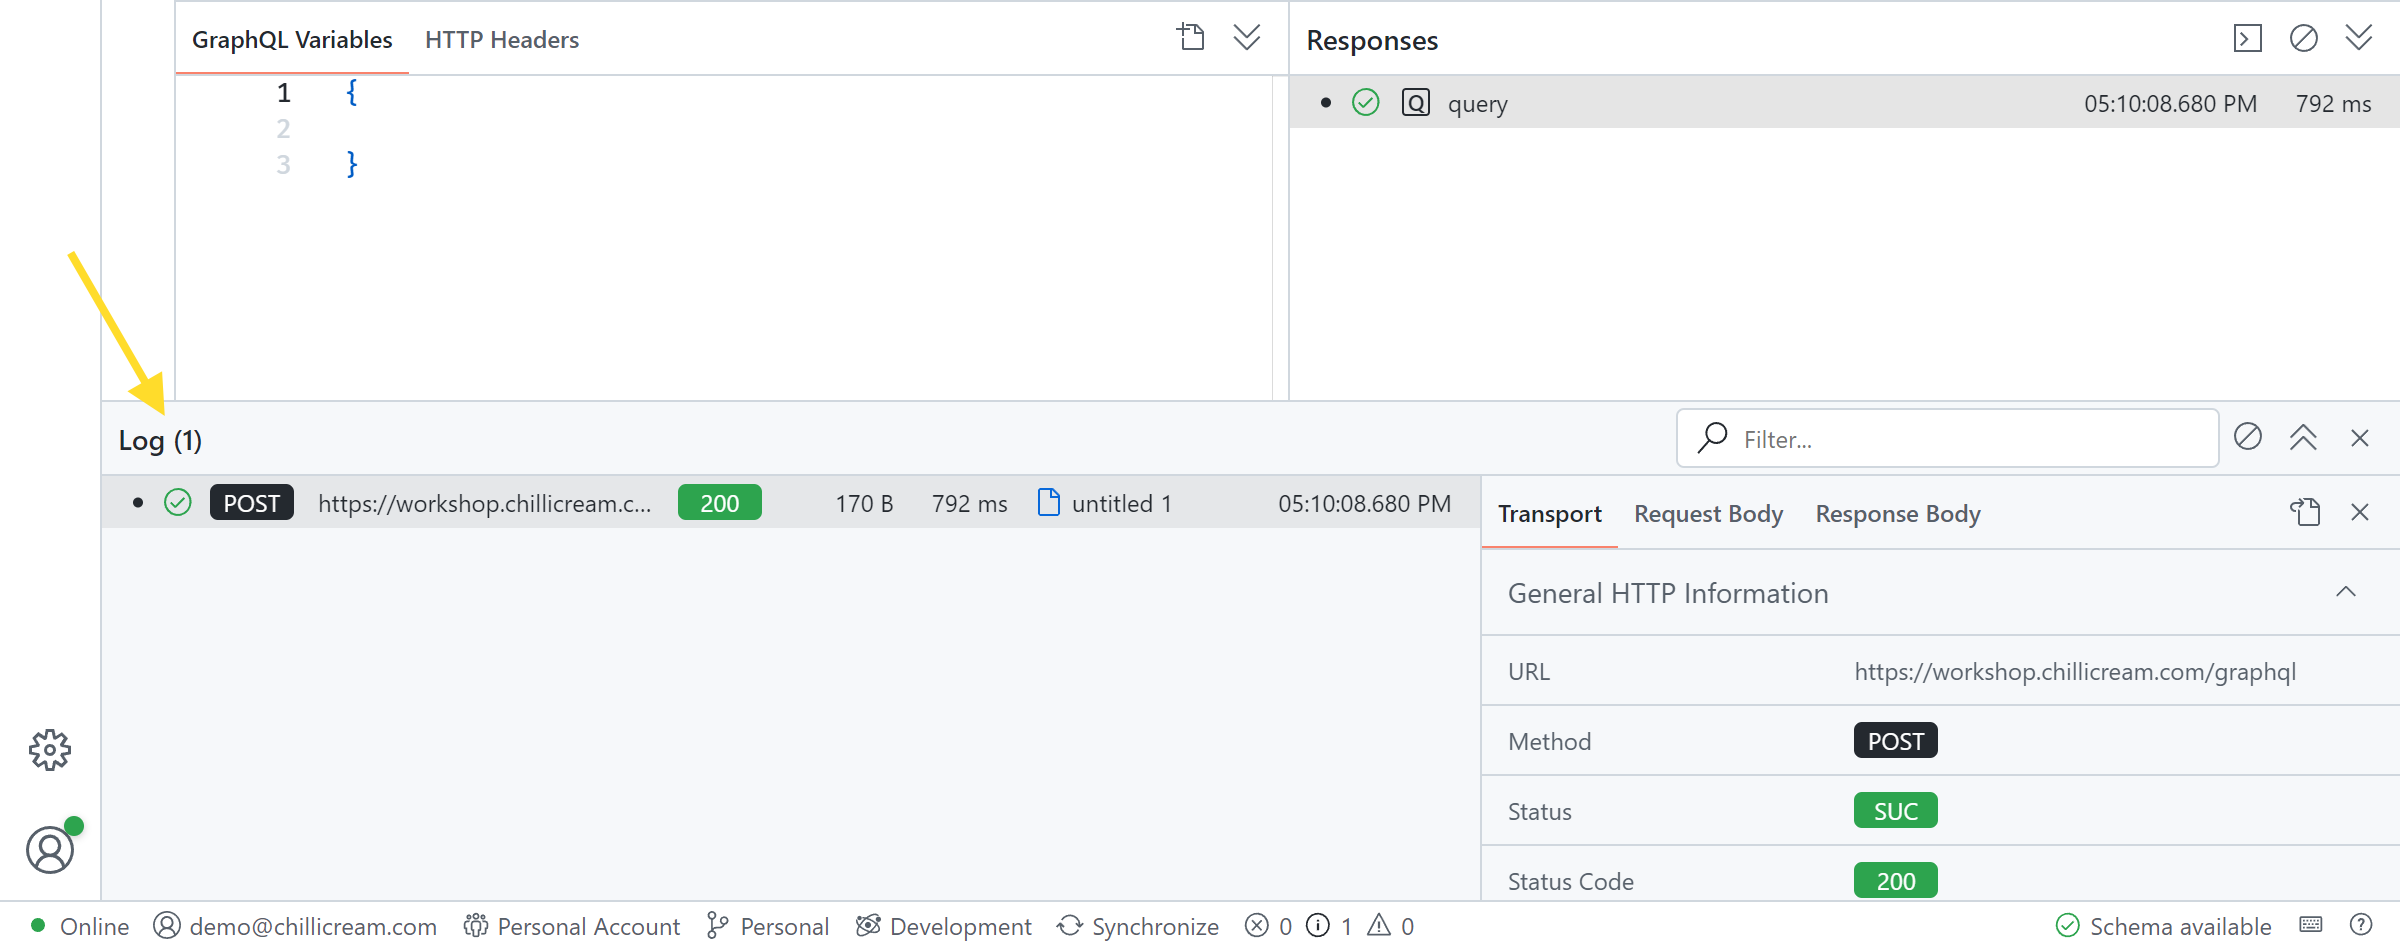 GraphQL Variables HTTP Headers
1 {
2
3 }
Responses
Q query 05:10:08.680 PM 792 ms
Log (1)
Filter...
POST https://workshop.chillicream.c... 200 170 B 792 ms untitled 1 05:10:08.680 PM
Transport Request Body Response Body
General HTTP Information
URL https://workshop.chillicream.com/graphql
Method POST
Status SUC
Status Code 200
Online demo@chillicream.com Personal Account Personal Development Synchronize 0 1 0 Schema available